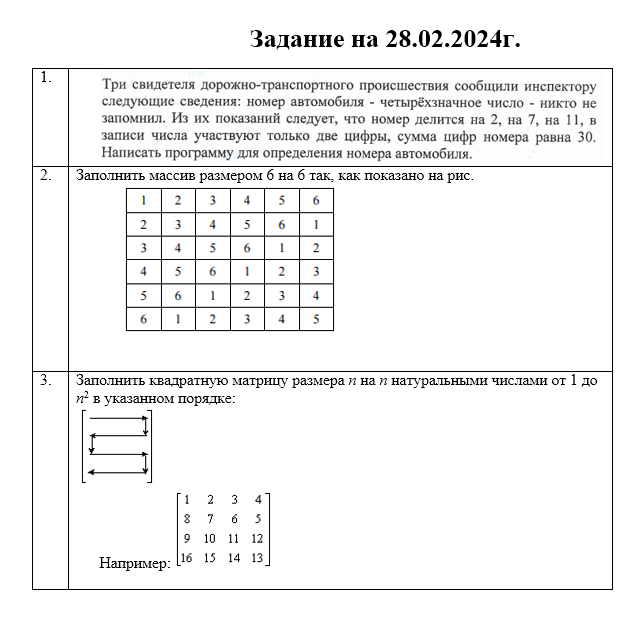 Задание на 28.02.2024г.
1.
Три свидетеля дорожно-транспортного происшествия сообщили инспектору
следующие сведения: номер автомобиля - четырёхзначное число - никто не
запомнил. Из их показаний следует, что номер делится на 2, на 7, на 11, в
записи числа участвуют только две цифры, сумма цифр номера равна 30.
Написать программу для определения номера автомобиля.
2.
Заполнить массив размером 6 на 6 так, как показано на рис.
1 2 3 4 5 6
2 3 4 5 6 1
3 4 5 6 1 2
4 5 6 1 2 3
5 6 1 2 3 4
6 1 2 3 4 5
3.
Заполнить квадратную матрицу размера n на n натуральными числами от 1 до
n² в указанном порядке:
1 2 3 4
8 7 6 5
9 10 11 12
Например: 16 15 14 13